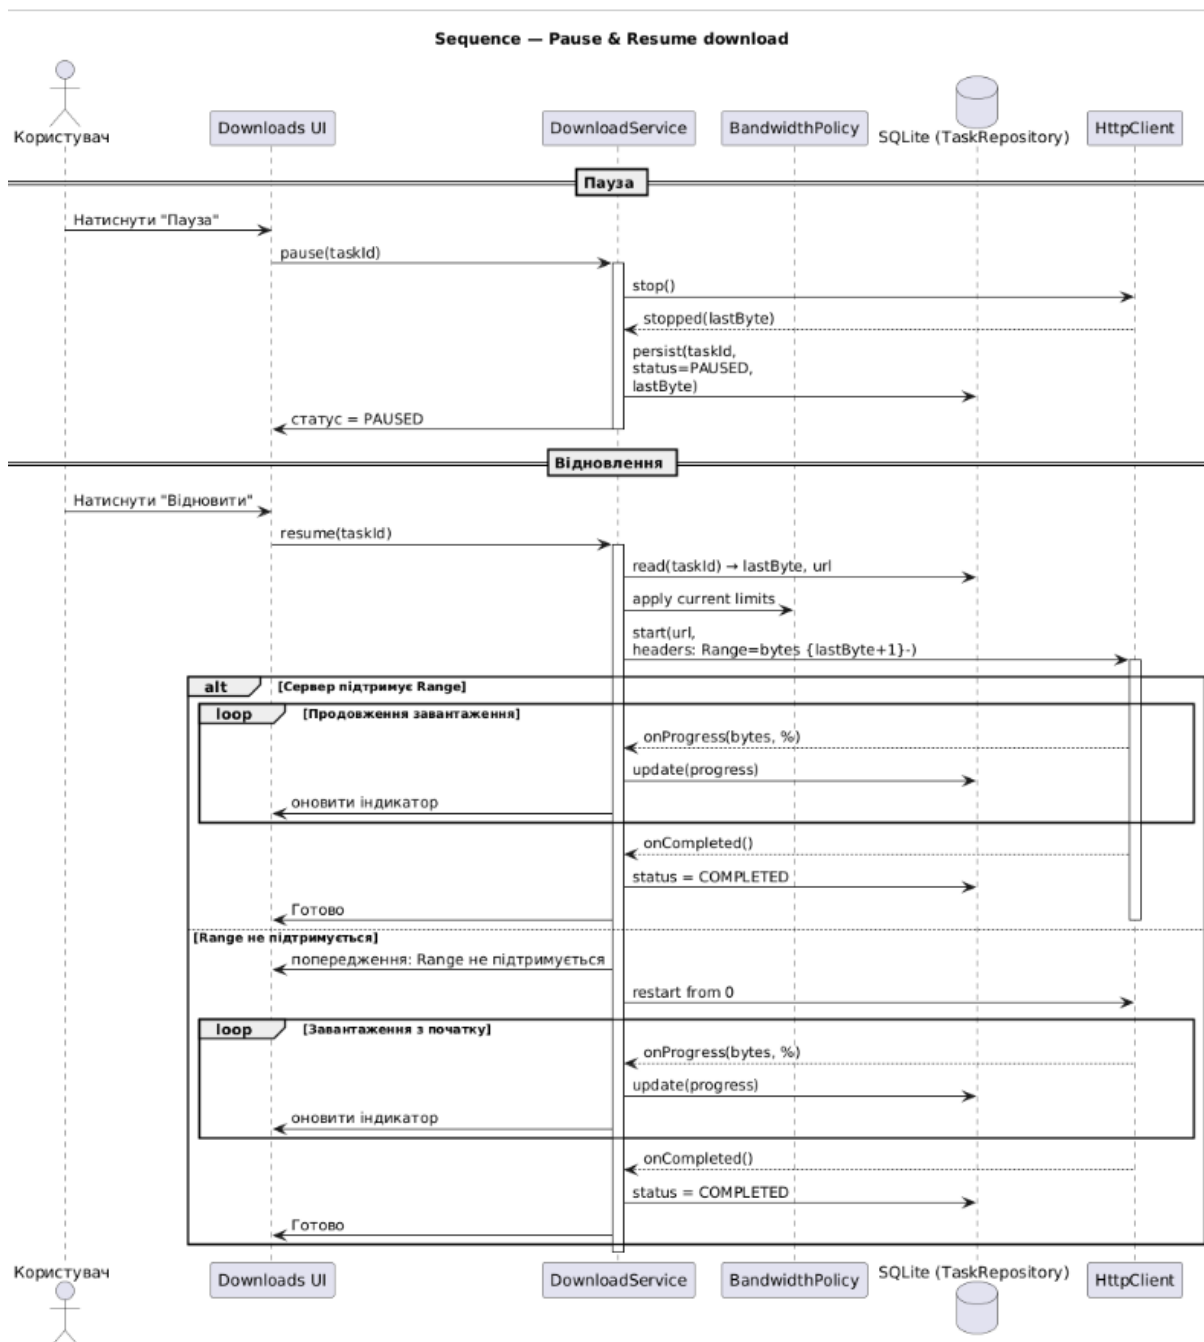 Sequence — Pause & Resume download
Користувач
Downloads UI
DownloadService
BandwidthPolicy
SQLite (TaskRepository)
HttpClient
Пауза
Натиснути "Пауза"
pause(taskId)
stop()
stopped(lastByte)
persist(taskId,
status=PAUSED,
lastByte)
статус = PAUSED
Відновлення
Натиснути "Відновити"
resume(taskId)
read(taskId) → lastByte, url
apply current limits
start(url,
headers: Range=bytes {lastByte+1}-)
alt [Сервер підтримує Range]
loop [Продовження завантаження]
onProgress(bytes, %)
update(progress)
оновити індикатор
onCompleted()
status = COMPLETED
Готово
[Range не підтримується]
попередження: Range не підтримується
restart from 0
loop [Завантаження з початку]
onProgress(bytes, %)
update(progress)
оновити індикатор
onCompleted()
status = COMPLETED
Готово
Користувач
Downloads UI
DownloadService
BandwidthPolicy
SQLite (TaskRepository)
HttpClient